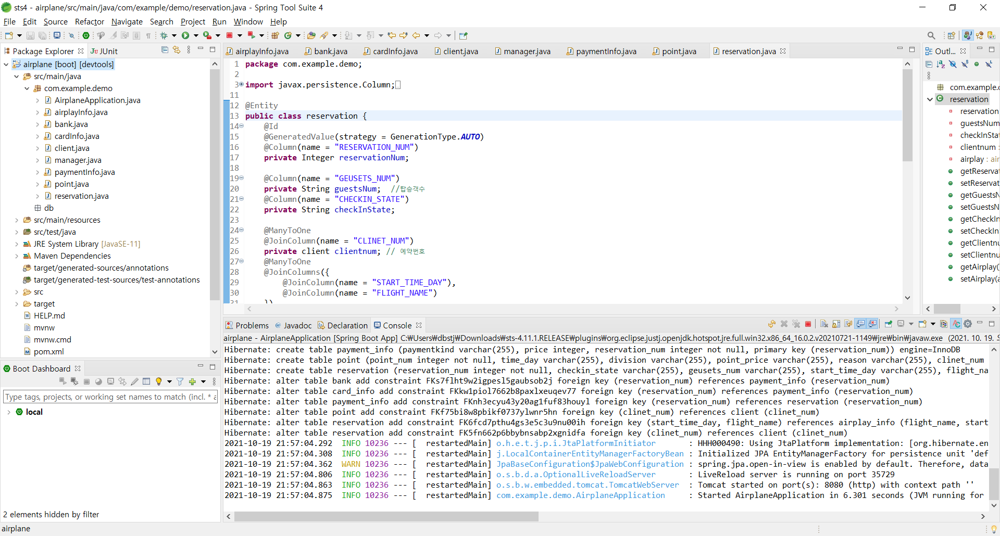 sts4 - airplane/src/main/java/com/example/demo/reservation.java - Spring Tool Suite 4
File Edit Source Refactor Navigate Search Project Run Window Help
Package Explorer JUnit
airplane [boot] [devtools]
src/main/java
com.example.demo
AirplaneApplication.java
airplayInfo.java
bank.java
cardInfo.java
client.java
manager.java
paymentInfo.java
point.java
reservation.java
db
src/main/resources
src/test/java
JRE System Library [JavaSE-11]
Maven Dependencies
target/generated-sources/annotations
target/generated-test-sources/test-annotations
src
target
HELP.md
mvnw
mvnw.cmd
pom.xml
Boot Dashboard
Type tags, projects, or working set names to match (incl. *
local
2 elements hidden by filter
airplane
airplayInfo.java bank.java cardInfo.java client.java manager.java paymentInfo.java point.java reservation.java
1 package com.example.demo;
2
3 import javax.persistence.Column;
11
12 @Entity
13 public class reservation {
14 @Id
15 @GeneratedValue(strategy = GenerationType.AUTO)
16 @Column(name = "RESERVATION_NUM")
17 private Integer reservationNum;
18
19 @Column(name = "GEUSETS_NUM")
20 private String guestsNum; //탑승객수
21 @Column(name = "CHECKIN_STATE")
22 private String checkInState;
23
24 @ManyToOne
25 @JoinColumn(name = "CLINET_NUM")
26 private client clientnum; // 예약번호
27 @ManyToOne
28 @JoinColumns({
29 @JoinColumn(name = "START_TIME_DAY"),
30 @JoinColumn(name = "FLIGHT_NAME")
31 })
Outl...
com.example.
reservation
reservation
guestsNum
checkInSta
clientnum :
airplay : air
getReserva
setReservat
getGuestsN
setGuestsN
getCheckIn
setCheckIn
getClientnu
setClientnu
getAirplay(
setAirplay(a
Problems Javadoc Declaration Console
airplane - AirplaneApplication [Spring Boot App] C:₩Users₩dbstj₩Downloads₩sts-4.11.1.RELEASE₩plugins₩org.eclipse.justj.openjdk.hotspot.jre.full.win32.x86_64_16.0.2.v20210721-1149₩jre₩bin₩javaw.exe (2021. 10. 19.
Hibernate: create table payment_info (paymentkind varchar(255), price integer, reservation_num integer not null, primary key (reservation_num)) engine=InnoDB
Hibernate: create table point (point_num integer not null, time_day varchar(255), division varchar(255), point_price varchar(255), reason varchar(255), clinet_num
Hibernate: create table reservation (reservation_num integer not null, checkin_state varchar(255), geusets_num varchar(255), start_time_day varchar(255), flight_na
Hibernate: alter table bank add constraint FKs7flht9w2igpesl5gaubsob2j foreign key (reservation_num) references payment_info (reservation_num)
Hibernate: alter table card_info add constraint FKkw1piol7662b8paxlxeuqev77 foreign key (reservation_num) references payment_info (reservation_num)
Hibernate: alter table payment_info add constraint FKnh3ecyu43y20ag1fuf83houyl foreign key (reservation_num) references reservation (reservation_num)
Hibernate: alter table point add constraint FKf75bi8w8pbikf0737ylwnr5hn foreign key (clinet_num) references client (clinet_num)
Hibernate: alter table reservation add constraint FK6fcd7pthu4gs3e5c3u9nu00ih foreign key (start_time_day, flight_name) references airplay_info (flight_name, start
Hibernate: alter table reservation add constraint FK5fn662p6bbybnsabp2xgnidfa foreign key (clinet_num) references client (clinet_num)
2021-10-19 21:57:04.292 INFO 10236 --- [ restartedMain] o.h.e.t.j.p.i.JtaPlatformInitiator : HHH000490: Using JtaPlatform implementation: [org.hibernate.en
2021-10-19 21:57:04.308 INFO 10236 --- [ restartedMain] j.LocalContainerEntityManagerFactoryBean : Initialized JPA EntityManagerFactory for persistence unit 'def
2021-10-19 21:57:04.362 WARN 10236 --- [ restartedMain] JpaBaseConfiguration$JpaWebConfiguration : spring.jpa.open-in-view is enabled by default. Therefore, data
2021-10-19 21:57:04.806 INFO 10236 --- [ restartedMain] o.s.b.d.a.OptionalLiveReloadServer : LiveReload server is running on port 35729
2021-10-19 21:57:04.863 INFO 10236 --- [ restartedMain] o.s.b.w.embedded.tomcat.TomcatWebServer : Tomcat started on port(s): 8080 (http) with context path ''
2021-10-19 21:57:04.875 INFO 10236 --- [ restartedMain] com.example.demo.AirplaneApplication : Started AirplaneApplication in 6.301 seconds (JVM running for